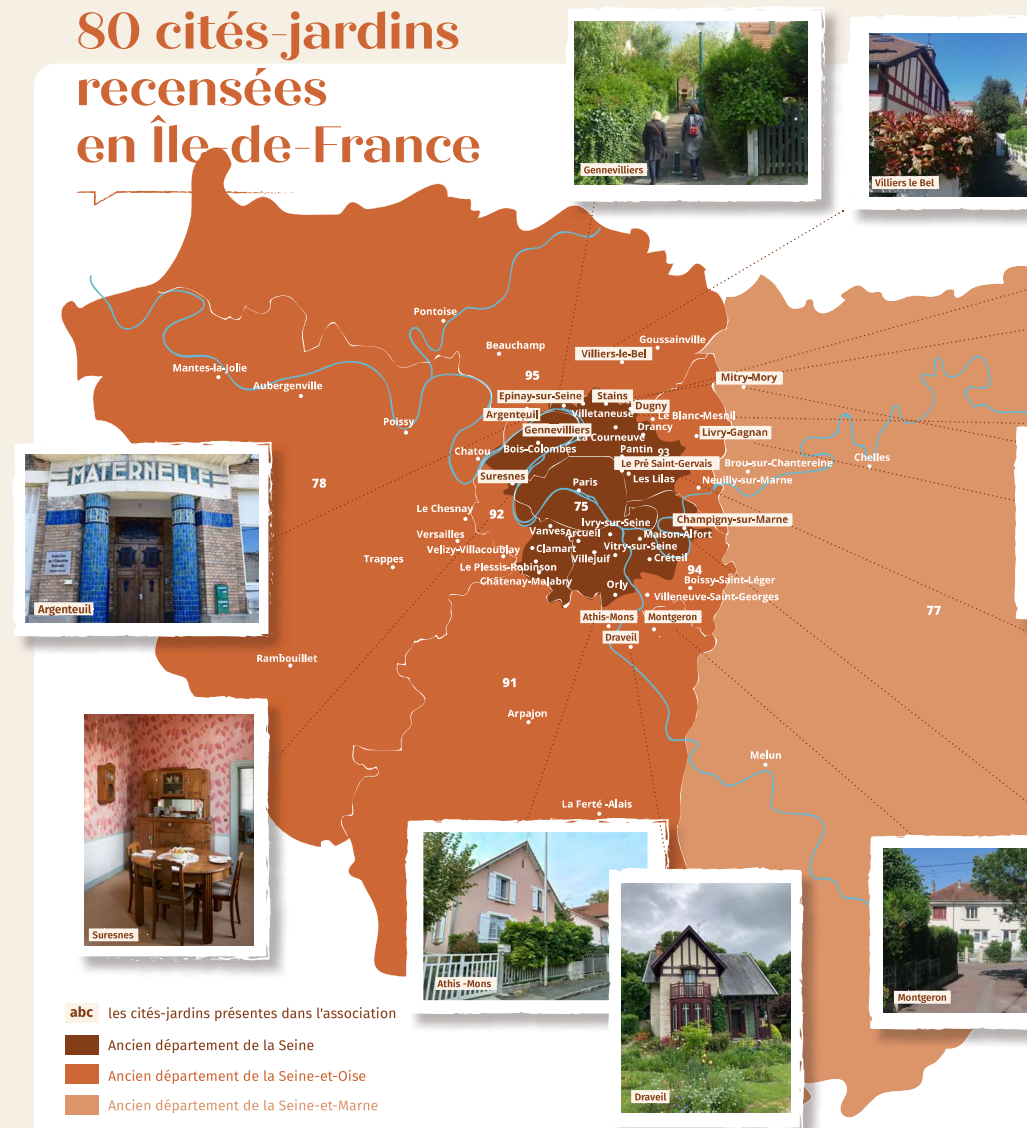 80 cités-jardins
recensées
en Île-de-France
Gennevilliers
Villiers le Bel
Pontoise
Beauchamp
Goussainville
Villiers-le-Bel
Mantes-la-Jolie
Aubergenville
95
Mitry-Mory
Epinay-sur-Seine
Stains
Dugny
Argenteuil
Villetaneuse
Le Blanc-Mesnil
Poissy
Gennevilliers
Drancy
Livry-Gagnan
La Courneuve
Chatou
Bois-Colombes
Pantin
93
Chelles
Le Pré Saint-Gervais
Brou-sur-Chantereine
MATERNELLE
Suresnes
Paris
Les Lilas
Neuilly-sur-Marne
78
75
Le Chesnay
92
Ivry-sur-Seine
Champigny-sur-Marne
Versailles
Vanves
Arcueil
Maison-Alfort
Velizy-Villacoublay
Clamart
Vitry-sur-Seine
Trappes
Villejuif
Créteil
Le Plessis-Robinson
94
Châtenay-Malabry
Orly
Boissy-Saint-Léger
Villeneuve-Saint-Georges
Argenteuil
77
Athis-Mons
Montgeron
Draveil
Rambouillet
91
Arpajon
Melun
La Ferté -Alais
Suresnes
Athis -Mons
Montgeron
Draveil
abc les cités-jardins présentes dans l'association
Ancien département de la Seine
Ancien département de la Seine-et-Oise
Ancien département de la Seine-et-Marne